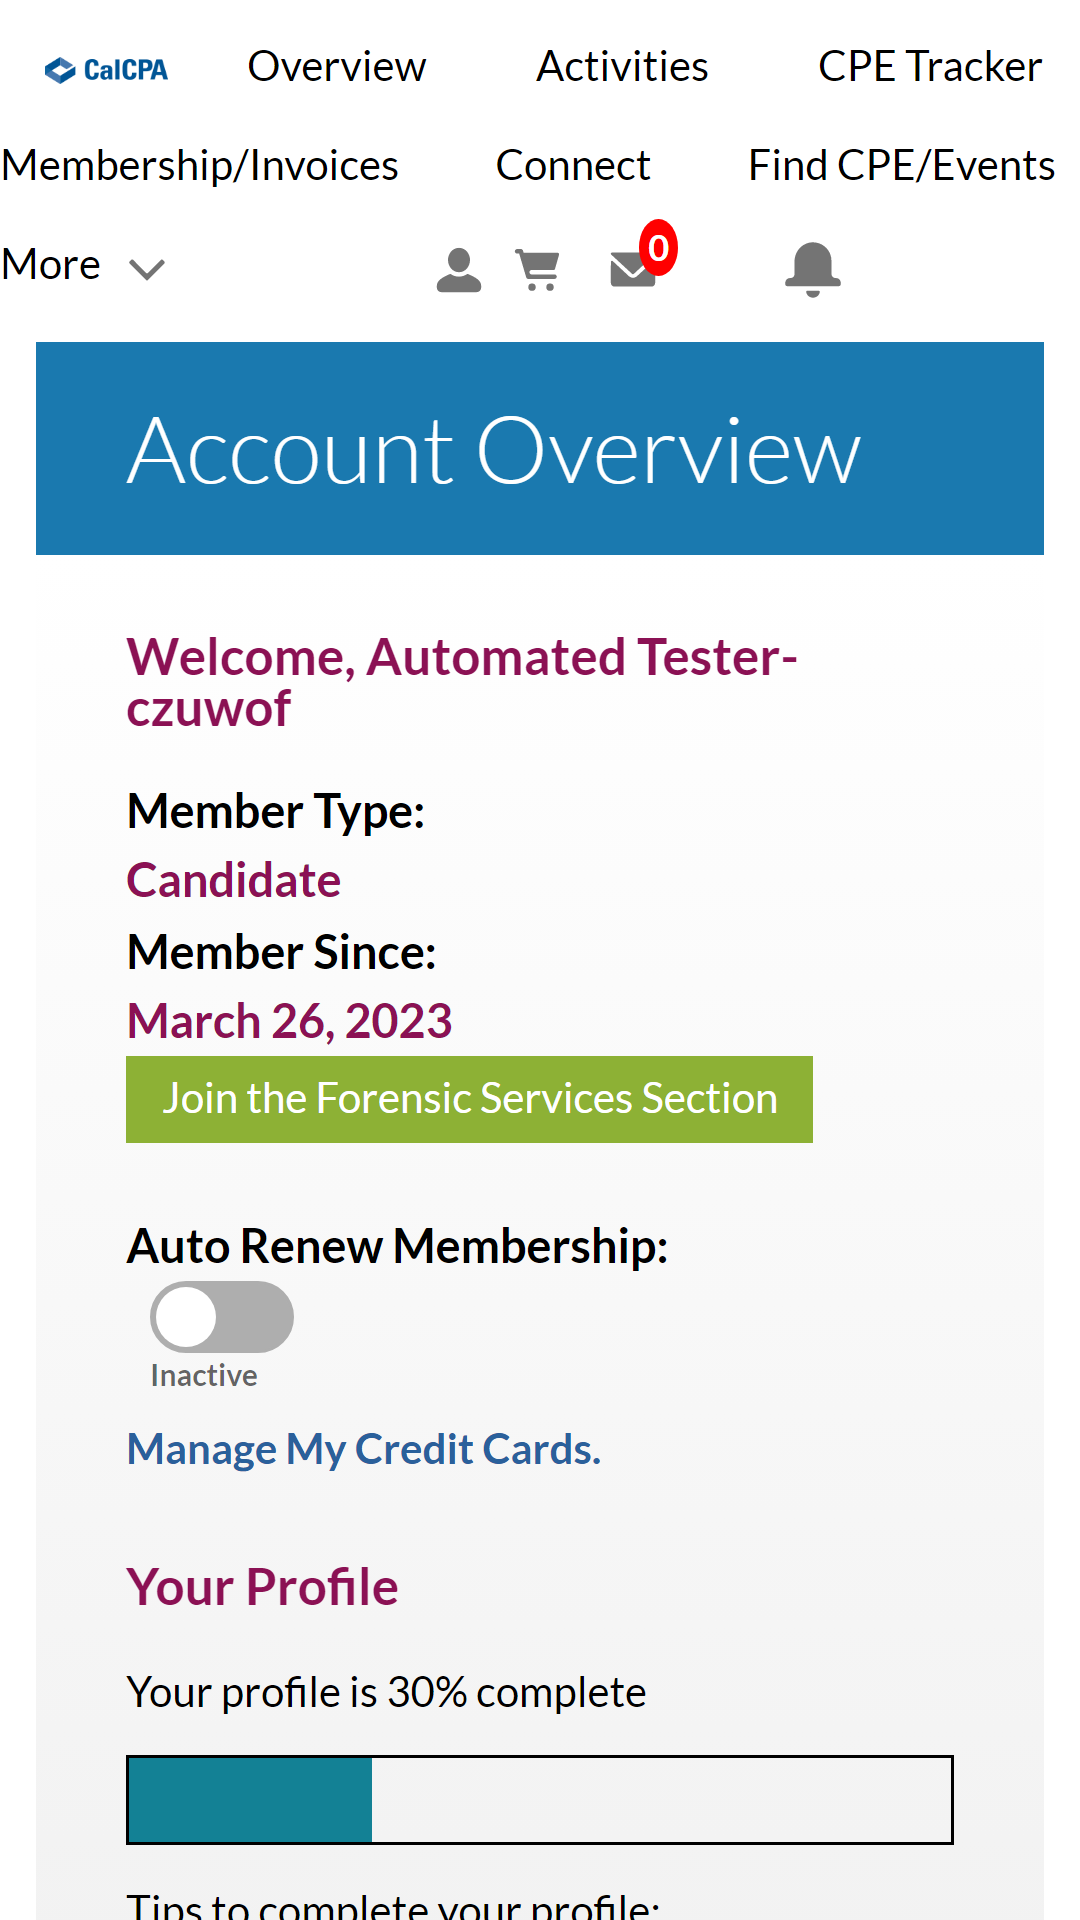 CalCPA Overview Activities CPE Tracker
Membership/Invoices Connect Find CPE/Events
More 0
Account Overview
Welcome, Automated Tester-
czuwof
Member Type:
Candidate
Member Since:
March 26, 2023
Join the Forensic Services Section
Auto Renew Membership:
Inactive
Manage My Credit Cards.
Your Profile
Your profile is 30% complete
Tips to complete your profile: